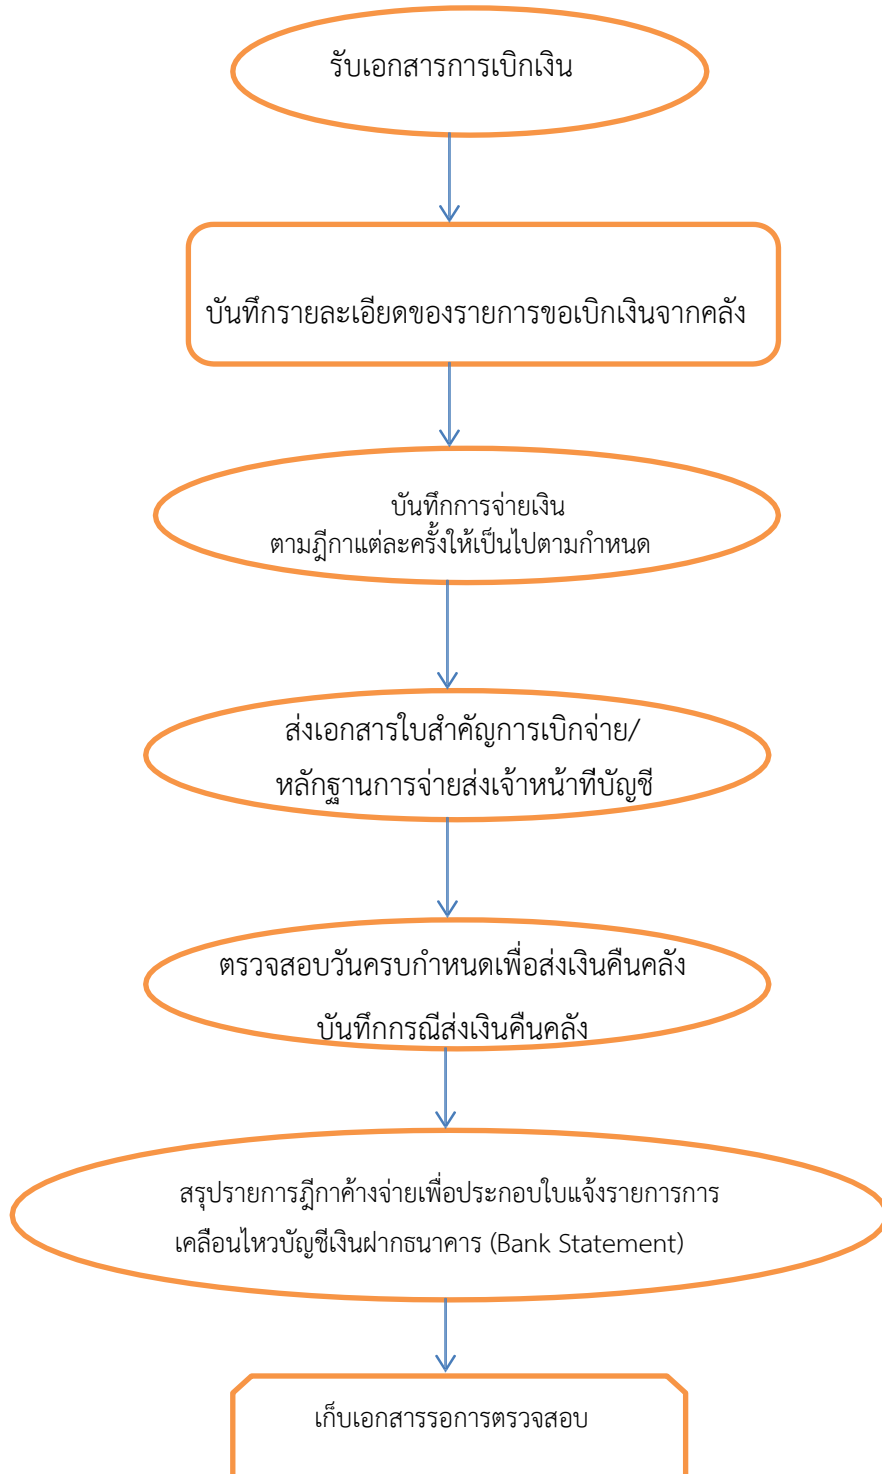 รับเอกสารการเบิกเงิน
บันทึกรายละเอียดของรายการขอเบิกเงินจากคลัง
บันทึกการจ่ายเงิน
ตามฎีกาแต่ละครั้งให้เป็นไปตามกำหนด
ส่งเอกสารใบสำคัญการเบิกจ่าย/
หลักฐานการจ่ายส่งเจ้าหน้าที่บัญชี
ตรวจสอบวันครบกำหนดเพื่อส่งเงินคืนคลัง
บันทึกกรณีส่งเงินคืนคลัง
สรุปรายการฎีกาค้างจ่ายเพื่อประกอบใบแจ้งรายการการ
เคลื่อนไหวบัญชีเงินฝากธนาคาร (Bank Statement)
เก็บเอกสารรอการตรวจสอบ